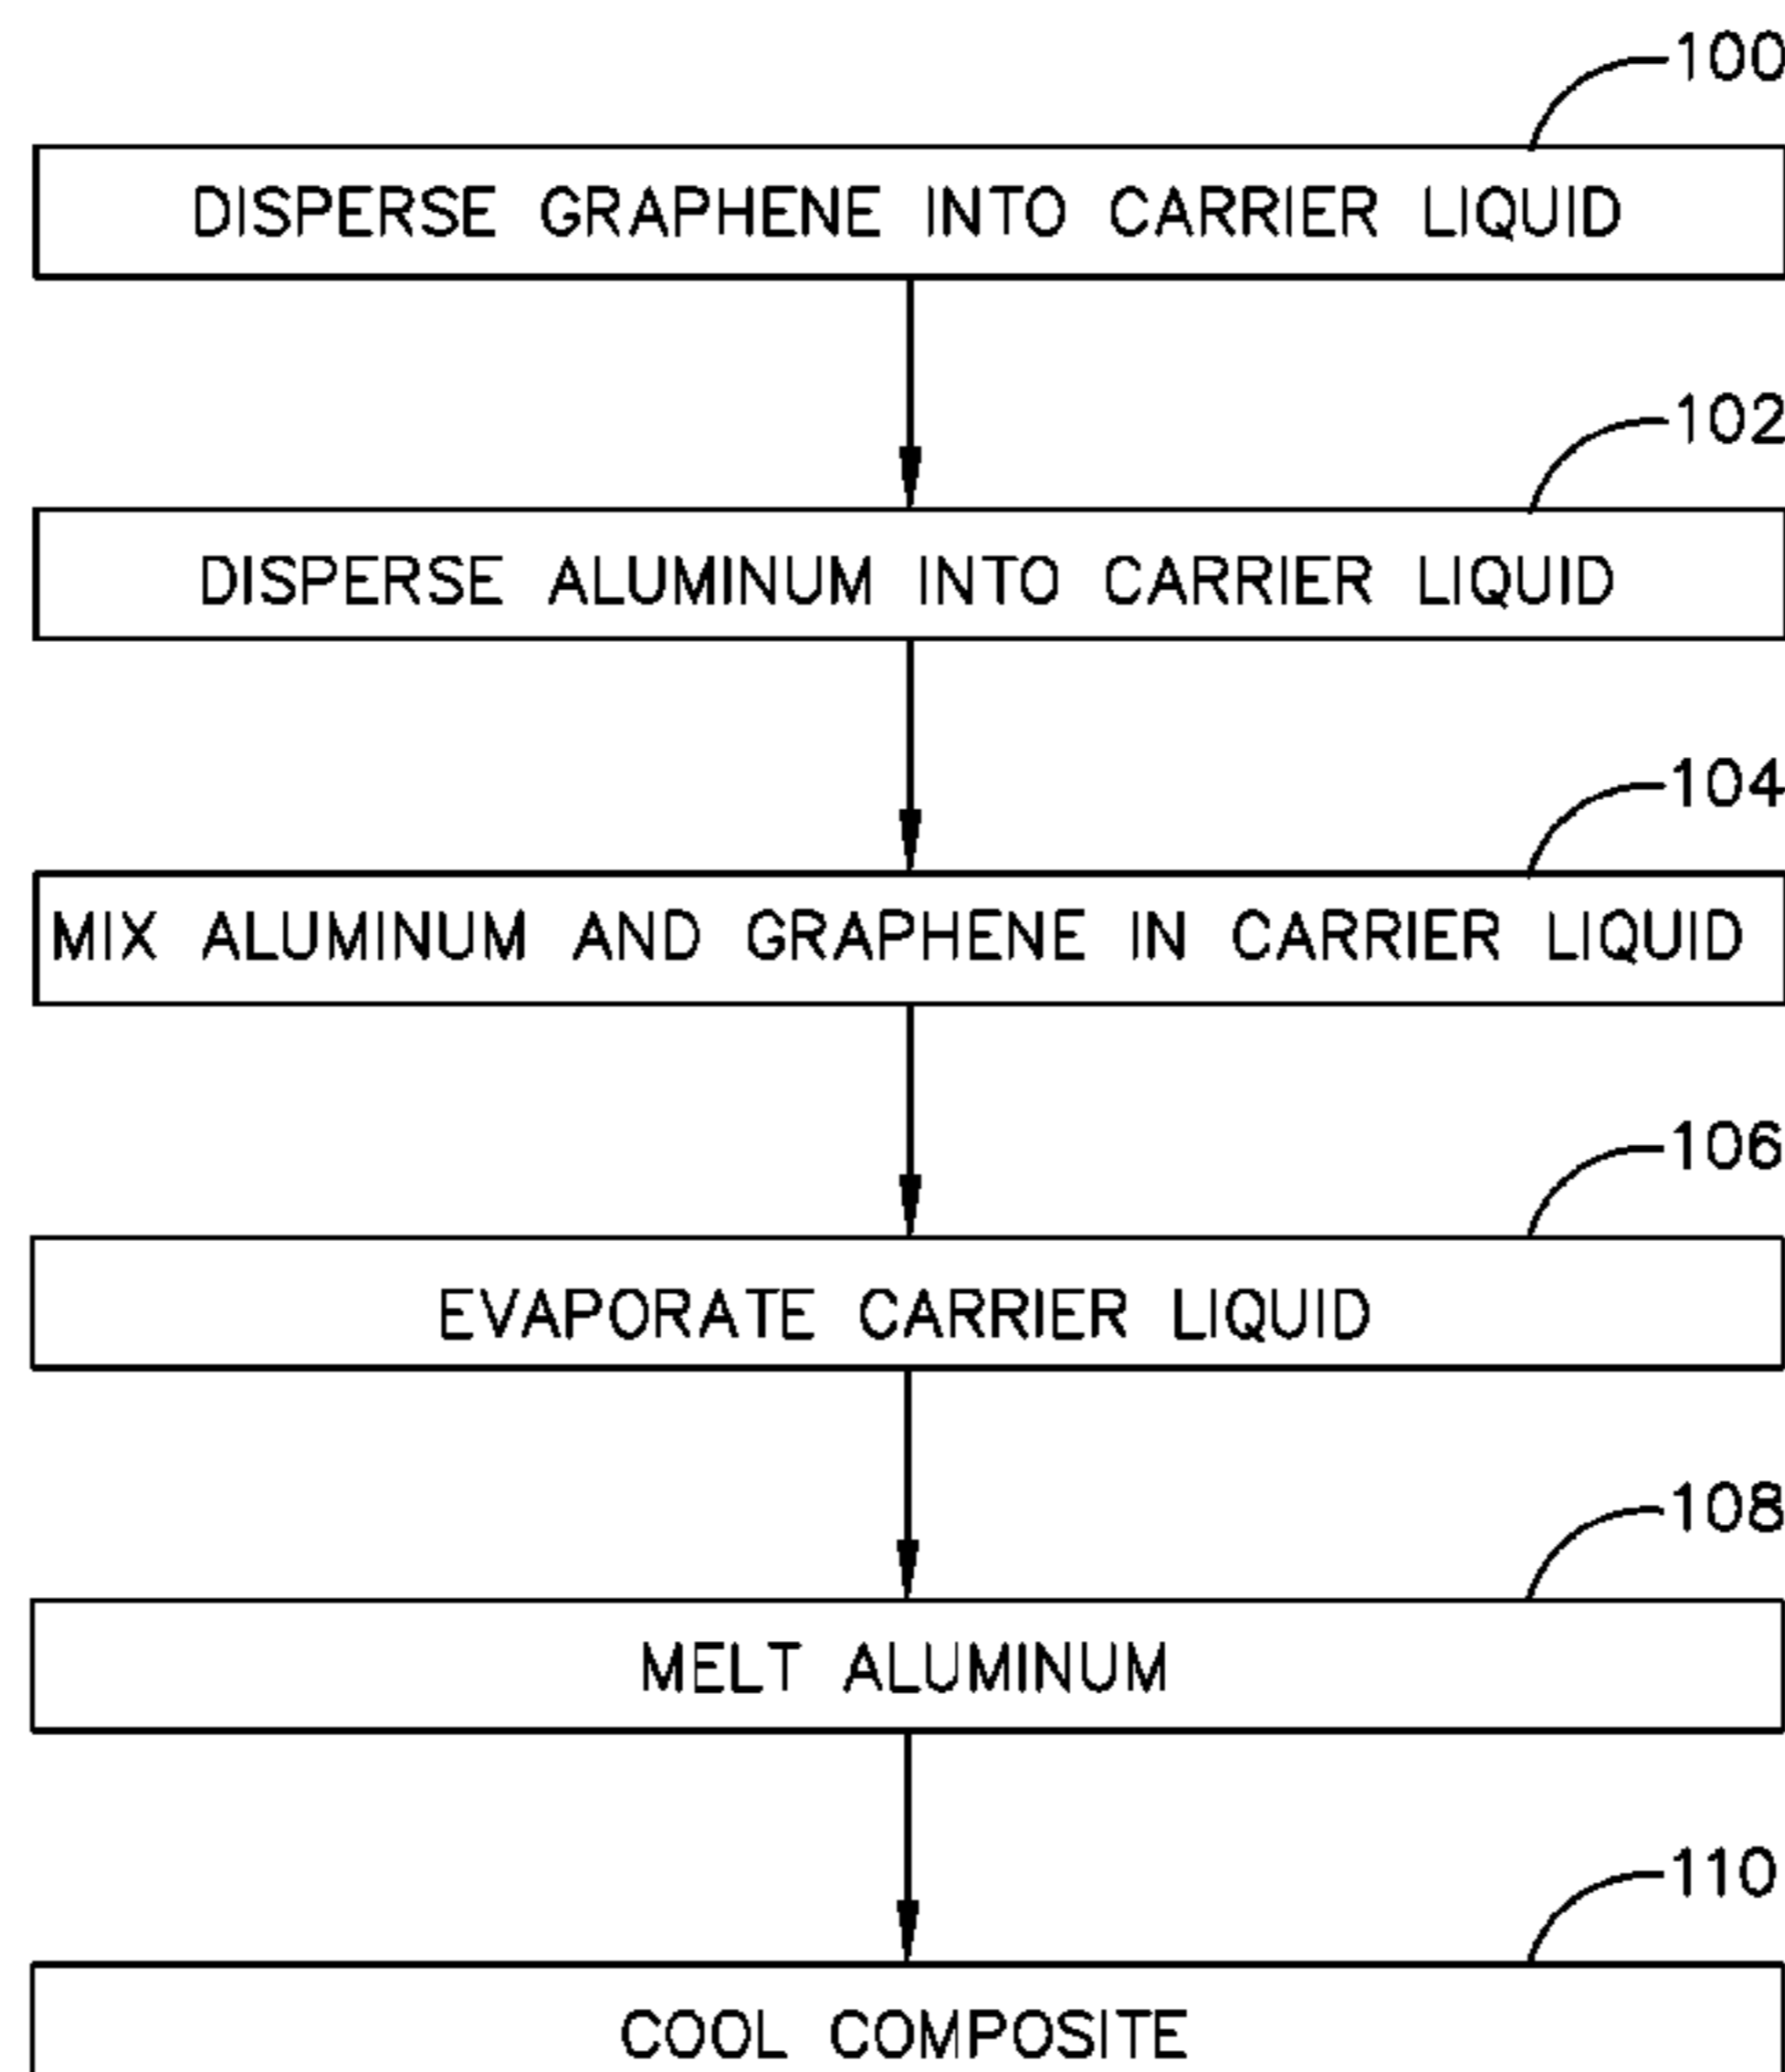 100
DISPERSE GRAPHENE INTO CARRIER LIQUID
102
DISPERSE ALUMINUM INTO CARRIER LIQUID
104
MIX ALUMINUM AND GRAPHENE IN CARRIER LIQUID
106
EVAPORATE CARRIER LIQUID
108
MELT ALUMINUM
110
COOL COMPOSITE